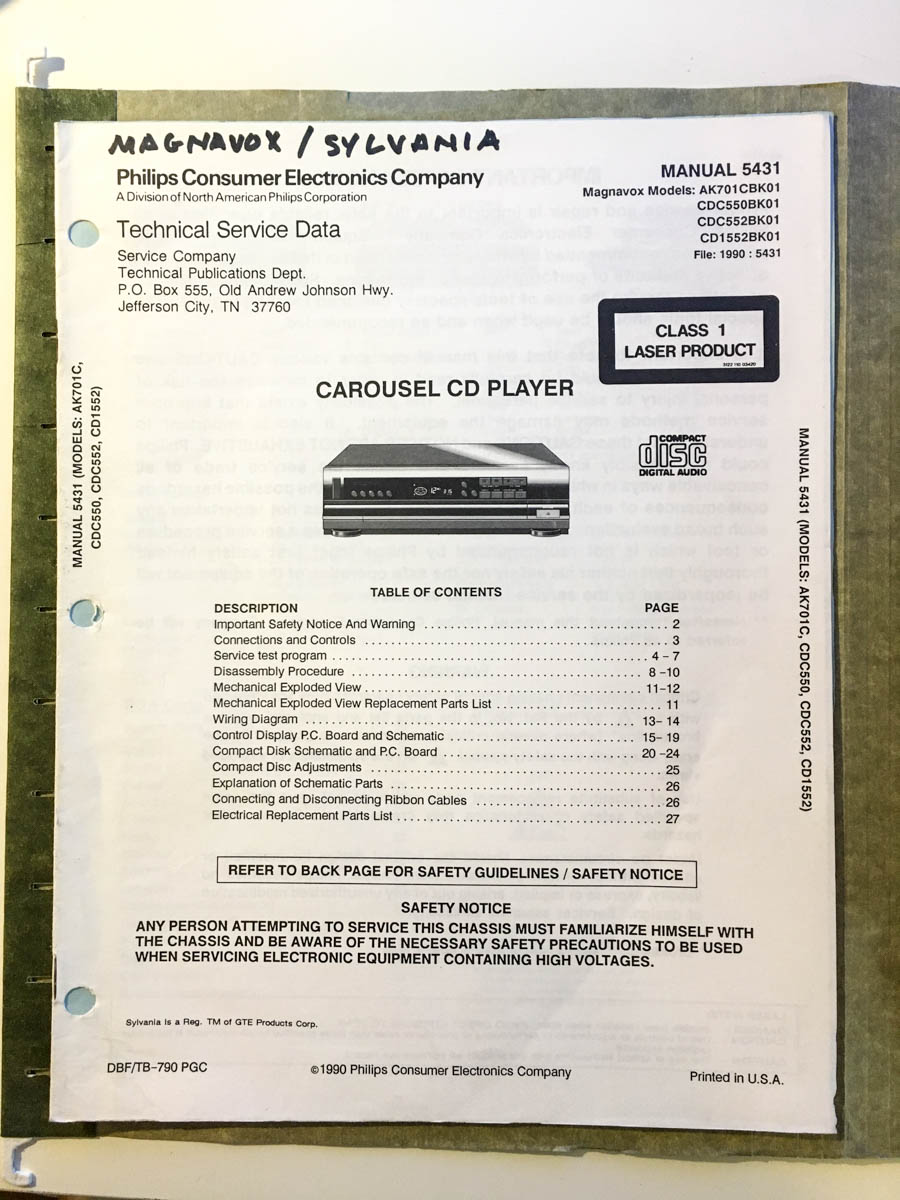 MAGNAVOX / SYLVANIA
Philips Consumer Electronics Company
A Division of North American Philips Corporation
Technical Service Data
Service Company
Technical Publications Dept.
P.O. Box 555, Old Andrew Johnson Hwy.
Jefferson City, TN 37760
MANUAL 5431
Magnavox Models: AK701CBK01
CDC550BK01
CDC552BK01
CD1552BK01
File: 1990 : 5431
CLASS 1
LASER PRODUCT
3122 110 03420
MANUAL 5431 (MODELS: AK701C,
CDC550, CDC552, CD1552)
CAROUSEL CD PLAYER
COMPACT
disc
DIGITAL AUDIO
MANUAL 5431 (MODELS: AK701C, CDC550, CDC552, CD1552)
TABLE OF CONTENTS
DESCRIPTION PAGE
Important Safety Notice And Warning . . . . . . . . . . . . . . . . . . . . . . . . . . . . 2
Connections and Controls . . . . . . . . . . . . . . . . . . . . . . . . . . . . . . . . . . . . 3
Service test program . . . . . . . . . . . . . . . . . . . . . . . . . . . . . . . . . . . . . 4 – 7
Disassembly Procedure . . . . . . . . . . . . . . . . . . . . . . . . . . . . . . . . . . . 8 –10
Mechanical Exploded View . . . . . . . . . . . . . . . . . . . . . . . . . . . . . . . . . 11–12
Mechanical Exploded View Replacement Parts List . . . . . . . . . . . . . . . . . . 11
Wiring Diagram . . . . . . . . . . . . . . . . . . . . . . . . . . . . . . . . . . . . . . . . 13– 14
Control Display P.C. Board and Schematic . . . . . . . . . . . . . . . . . . . . . 15– 19
Compact Disk Schematic and P.C. Board . . . . . . . . . . . . . . . . . . . . . . 20 –24
Compact Disc Adjustments . . . . . . . . . . . . . . . . . . . . . . . . . . . . . . . . . . 25
Explanation of Schematic Parts . . . . . . . . . . . . . . . . . . . . . . . . . . . . . . . 26
Connecting and Disconnecting Ribbon Cables . . . . . . . . . . . . . . . . . . . . . 26
Electrical Replacement Parts List . . . . . . . . . . . . . . . . . . . . . . . . . . . . . . 27
REFER TO BACK PAGE FOR SAFETY GUIDELINES / SAFETY NOTICE
SAFETY NOTICE
ANY PERSON ATTEMPTING TO SERVICE THIS CHASSIS MUST FAMILIARIZE HIMSELF WITH
THE CHASSIS AND BE AWARE OF THE NECESSARY SAFETY PRECAUTIONS TO BE USED
WHEN SERVICING ELECTRONIC EQUIPMENT CONTAINING HIGH VOLTAGES.
Sylvania is a Reg. TM of GTE Products Corp.
DBF/TB–790 PGC
©1990 Philips Consumer Electronics Company
Printed in U.S.A.